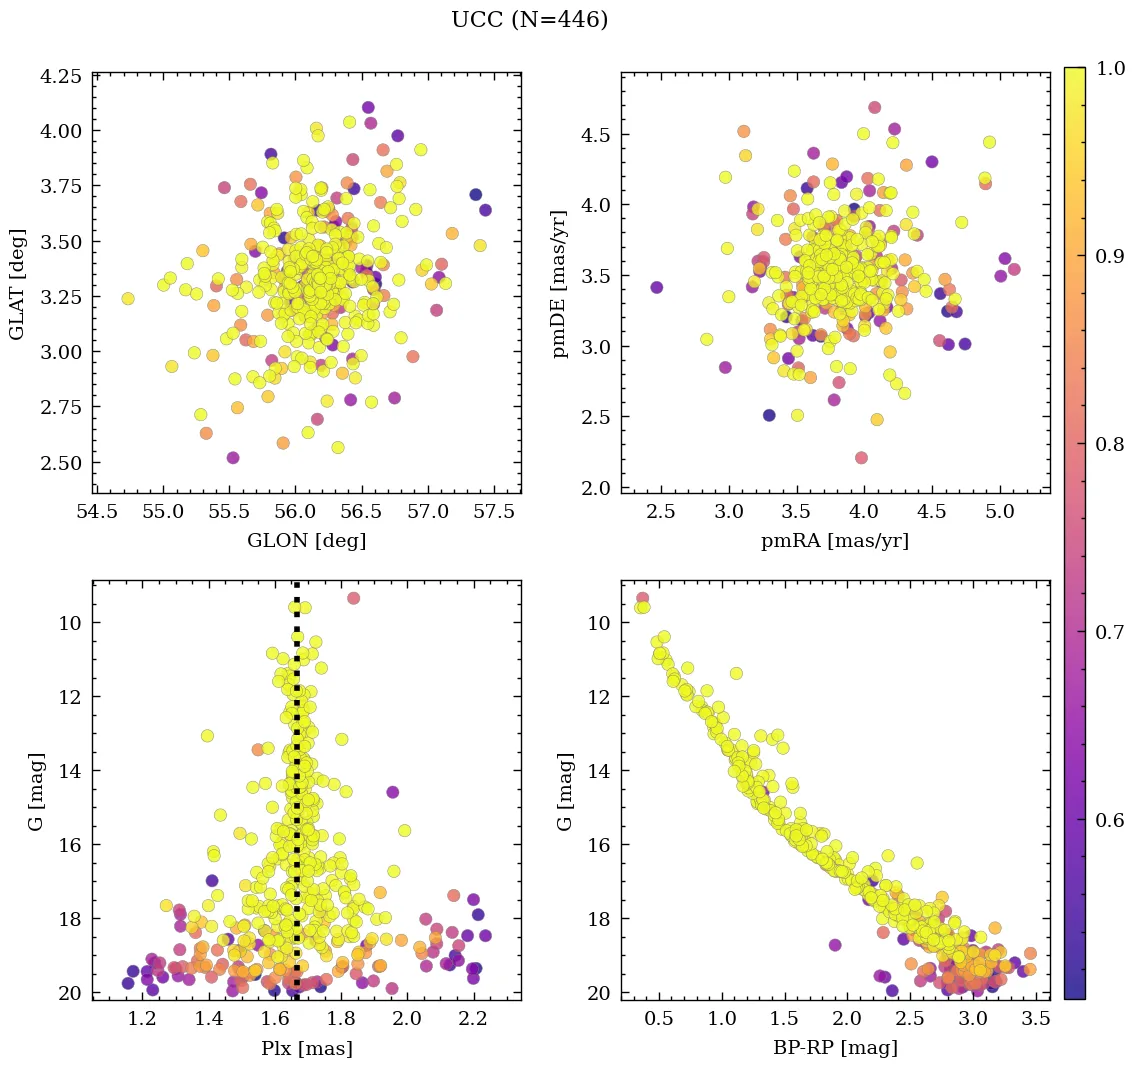 UCC (N=446)
4.25
4.00
3.75
3.50
3.25
3.00
2.75
2.50
GLAT [deg]
54.5 55.0 55.5 56.0 56.5 57.0 57.5
GLON [deg]
4.5
4.0
3.5
3.0
2.5
2.0
pmDE [mas/yr]
2.5 3.0 3.5 4.0 4.5 5.0
pmRA [mas/yr]
10
12
14
16
18
20
G [mag]
1.2 1.4 1.6 1.8 2.0 2.2
Plx [mas]
10
12
14
16
18
20
G [mag]
0.5 1.0 1.5 2.0 2.5 3.0 3.5
BP-RP [mag]
1.0
0.9
0.8
0.7
0.6